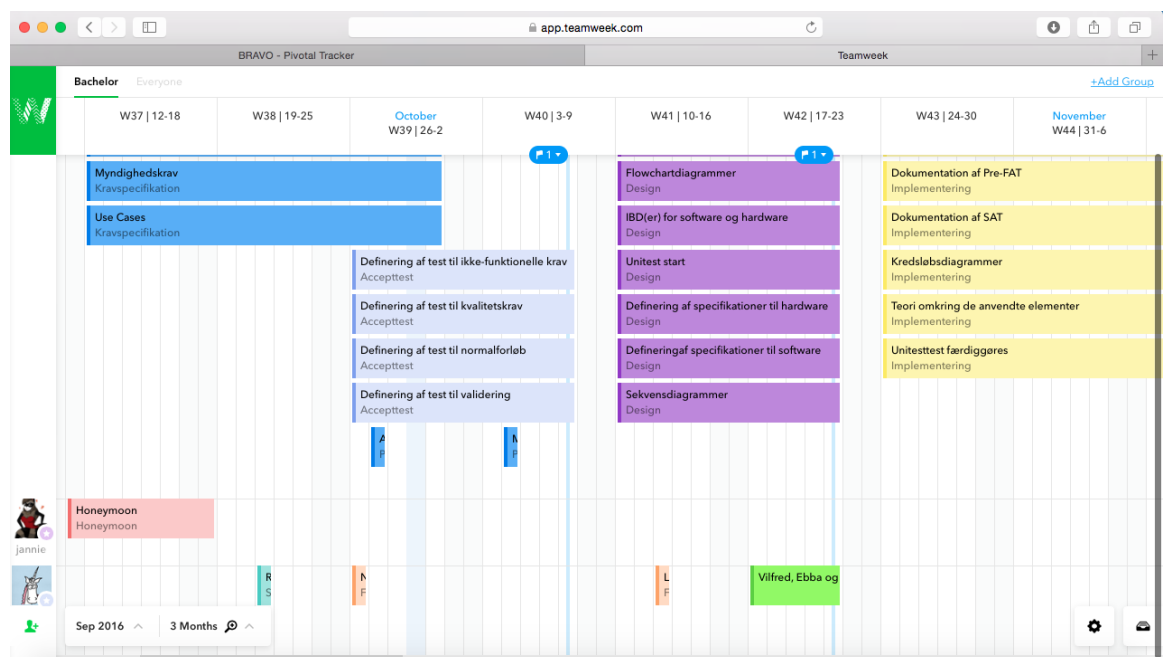 app.teamweek.com
BRAVO - Pivotal Tracker
Teamweek
Bachelor
Everyone
+Add Group
W37 | 12-18
W38 | 19-25
October
W39 | 26-2
W40 | 3-9
W41 | 10-16
W42 | 17-23
W43 | 24-30
November
W44 | 31-6
1
1
Myndighedskrav
Kravspecifikation
Flowchartdiagrammer
Design
Dokumentation af Pre-FAT
Implementering
Use Cases
Kravspecifikation
IBD(er) for software og hardware
Design
Dokumentation af SAT
Implementering
Definering af test til ikke-funktionelle krav
Accepttest
Unitest start
Design
Kredsløbsdiagrammer
Implementering
Definering af test til kvalitetskrav
Accepttest
Definering af specifikationer til hardware
Design
Teori omkring de anvendte elementer
Implementering
Definering af test til normalforløb
Accepttest
Defineringaf specifikationer til software
Design
Unitesttest færdiggøres
Implementering
Definering af test til validering
Accepttest
Sekvensdiagrammer
Design
A
P
P
Honeymoon
Honeymoon
jannie
R
S
N
F
L
F
Vilfred, Ebba og
Sep 2016
3 Months